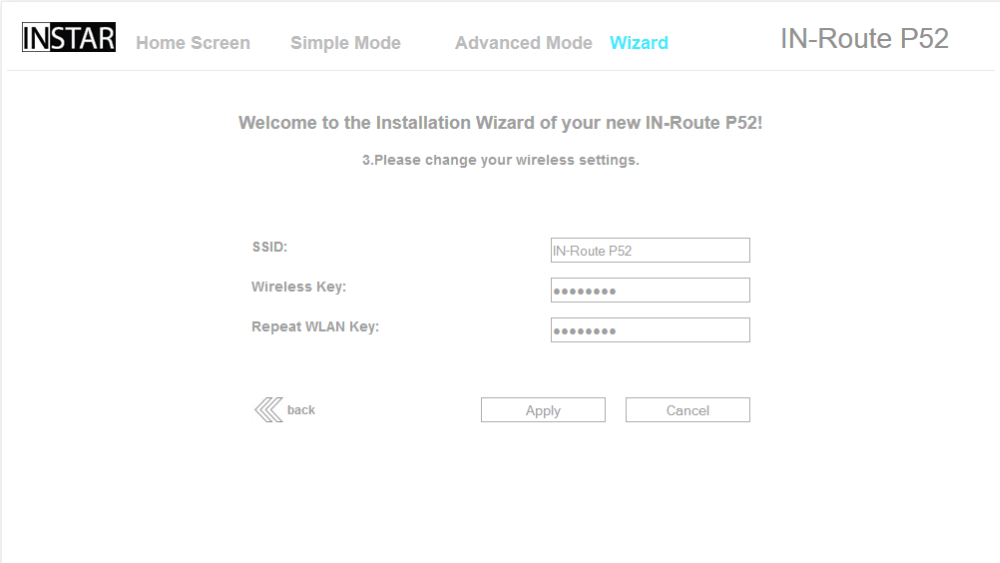 INSTAR Home Screen Simple Mode Advanced Mode Wizard IN-Route P52
Welcome to the Installation Wizard of your new IN-Route P52!
3.Please change your wireless settings.
SSID: IN-Route P52
Wireless Key: ●●●●●●●●
Repeat WLAN Key: ●●●●●●●●
back Apply Cancel